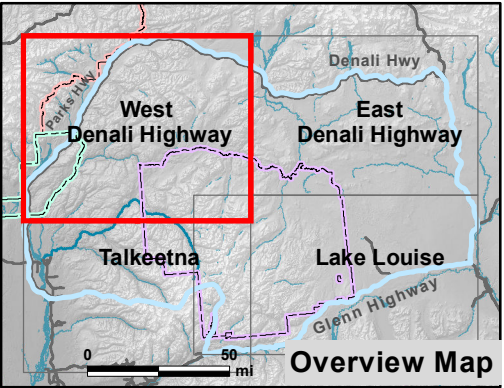 Denali Hwy
Parks Hwy
West
Denali Highway
East
Denali Highway
Talkeetna
Lake Louise
Glenn Highway
0 50
mi
Overview Map